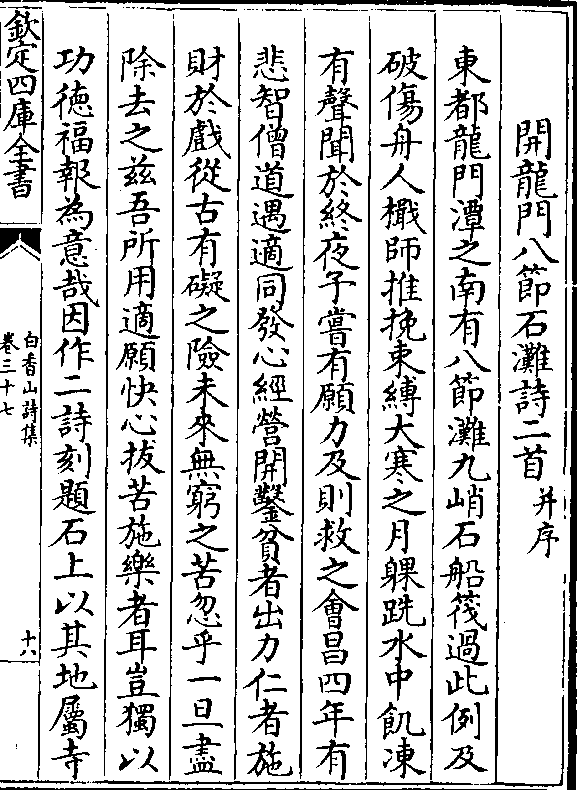 開龍門八節石灘詩二首并序
東都龍門潭之南有八節灘九峭石船筏過此例及
破傷舟人檝師推挽束縛大寒之月躶跣水中飢凍
有聲聞於終夜予嘗有願力及則救之會昌四年有
悲智僧道遇適同發心經營開鑿貧者出力仁者施
財於戲從古有礙之險未來無窮之苦忽乎一旦盡
除去之兹吾所用適願快心拔苦施樂者耳豈獨以
功徳福報為意哉因作二詩刻題石上以其地屬寺
欽定四庫全書
白香山詩集
卷三十七
十六